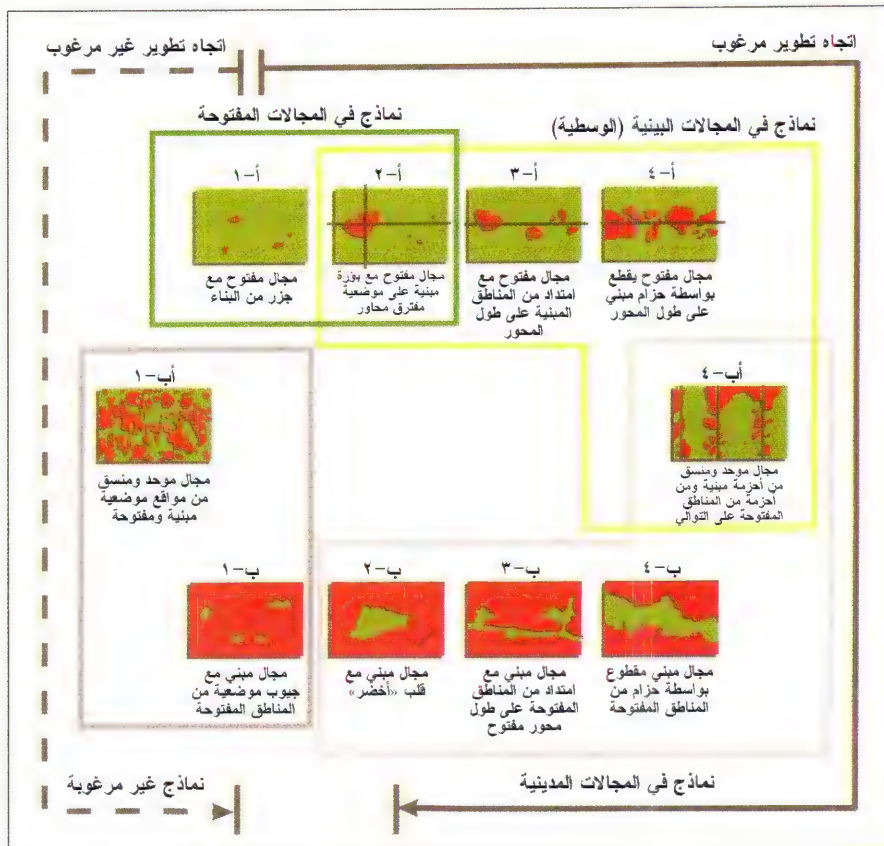 اتجاه تطوير مرغوب
اتجاه تطوير غير مرغوب
نماذج في المجالات البينية (الوسطية)
نماذج في المجالات المفتوحة
أ-٤
أ-٣
أ-٢
أ-١
مجال مفتوح يقطع
بواسطة حزام مبني
على طول المحور
مجال مفتوح مع
امتداد من المناطق
المبنية على طول
المحور
مجال مفتوح مع بؤرة
مبنية على موضعية
مفترق محاور
مجال مفتوح مع
جزر من البناء
أب-٤
مجال موحد ومنسق
من أحزمة مبنية ومن
أحزمة من المناطق
المفتوحة على التوالي
أب-١
مجال موحد ومنسق
من مواقع موضعية
مبنية ومفتوحة
ب-٤
ب-٣
ب-٢
ب-١
مجال مبني مقطوع
بواسطة حزام من
المناطق المفتوحة
مجال مبني مع
امتداد من المناطق
المفتوحة على طول
محور مفتوح
مجال مبني مع
قلب «أخضر»
مجال مبني مع
جيوب موضعية من
المناطق المفتوحة
نماذج في المجالات المدينية
نماذج غير مرغوبة